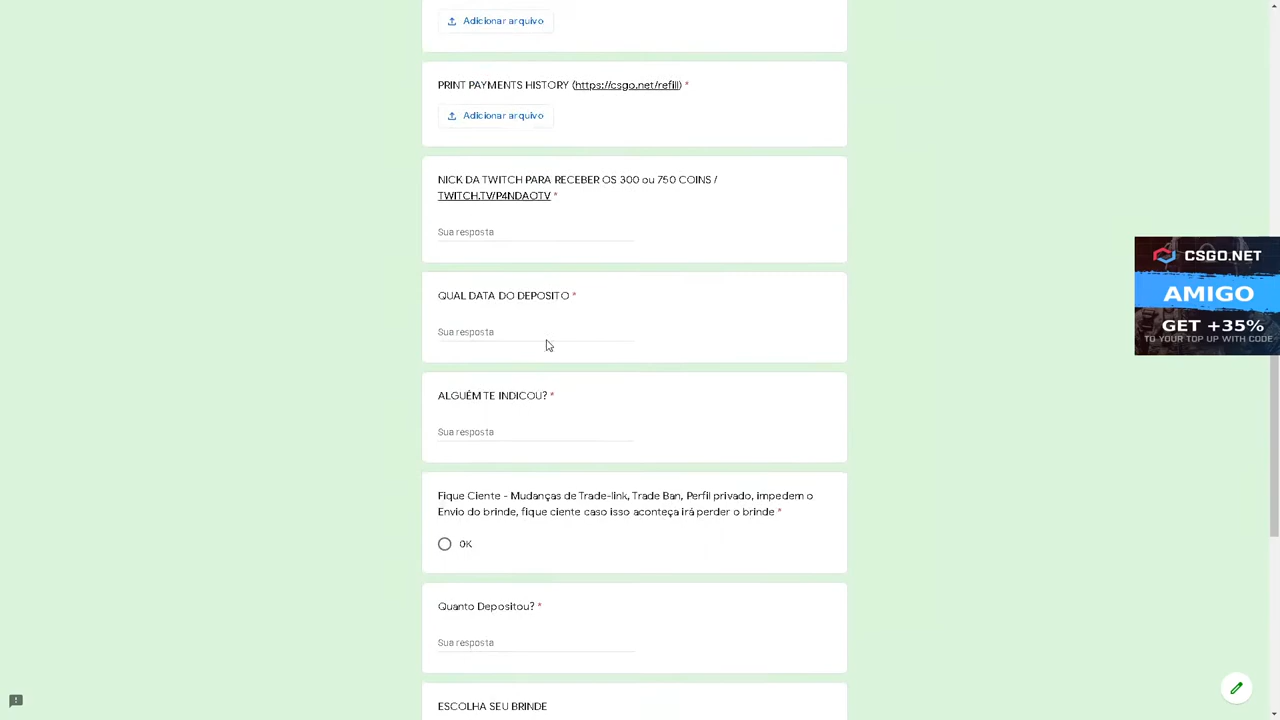 Adicionar arquivo
PRINT PAYMENTS HISTORY (https://csgo.net/refill) *
Adicionar arquivo
NICK DA TWITCH PARA RECEBER OS 300 ou 750 COINS /
TWITCH.TV/P4NDAOTV *
Sua resposta
QUAL DATA DO DEPOSITO *
Sua resposta
ALGUÉM TE INDICOU? *
Sua resposta
Fique Ciente - Mudanças de Trade-link, Trade Ban, Perfil privado, impedem o
Envio do brinde, fique ciente caso isso aconteça irá perder o brinde *
OK
Quanto Depositou? *
Sua resposta
ESCOLHA SEU BRINDE
CSGO.NET
AMIGO
GET +35%
TO YOUR TOP UP WITH CODE